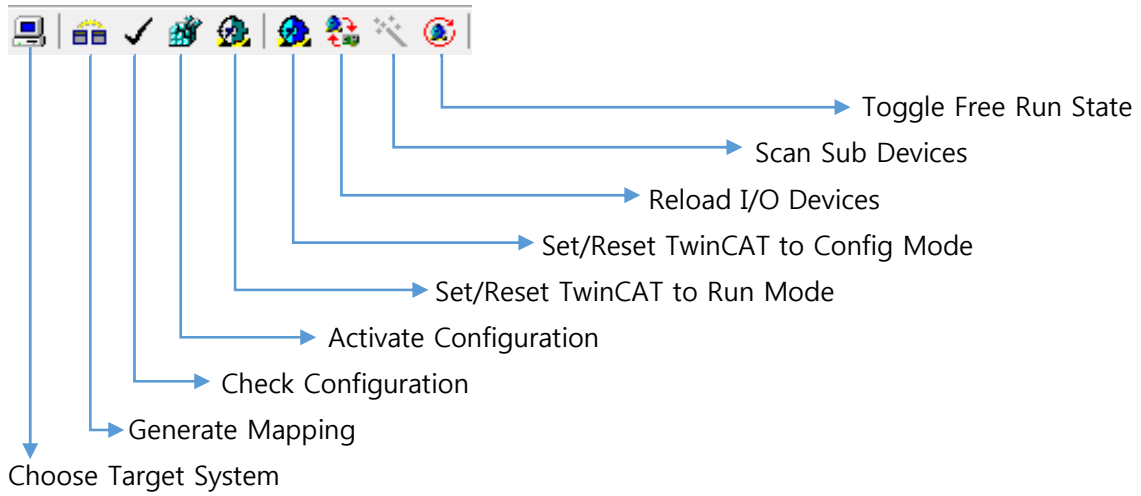 Toggle Free Run State
Scan Sub Devices
Reload I/O Devices
Set/Reset TwinCAT to Config Mode
Set/Reset TwinCAT to Run Mode
Activate Configuration
Check Configuration
Generate Mapping
Choose Target System